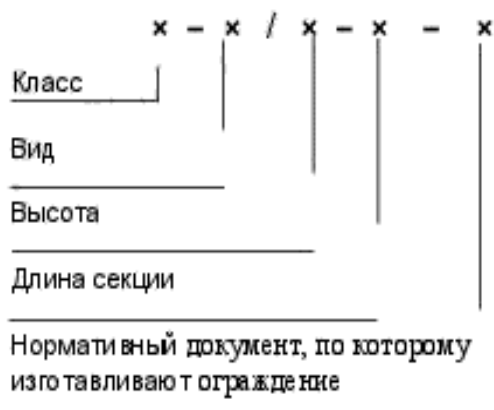 x – x / x – x – x
Класс
Вид
Высота
Длина секции
Нормативный документ, по которому
изготавливают ограждение